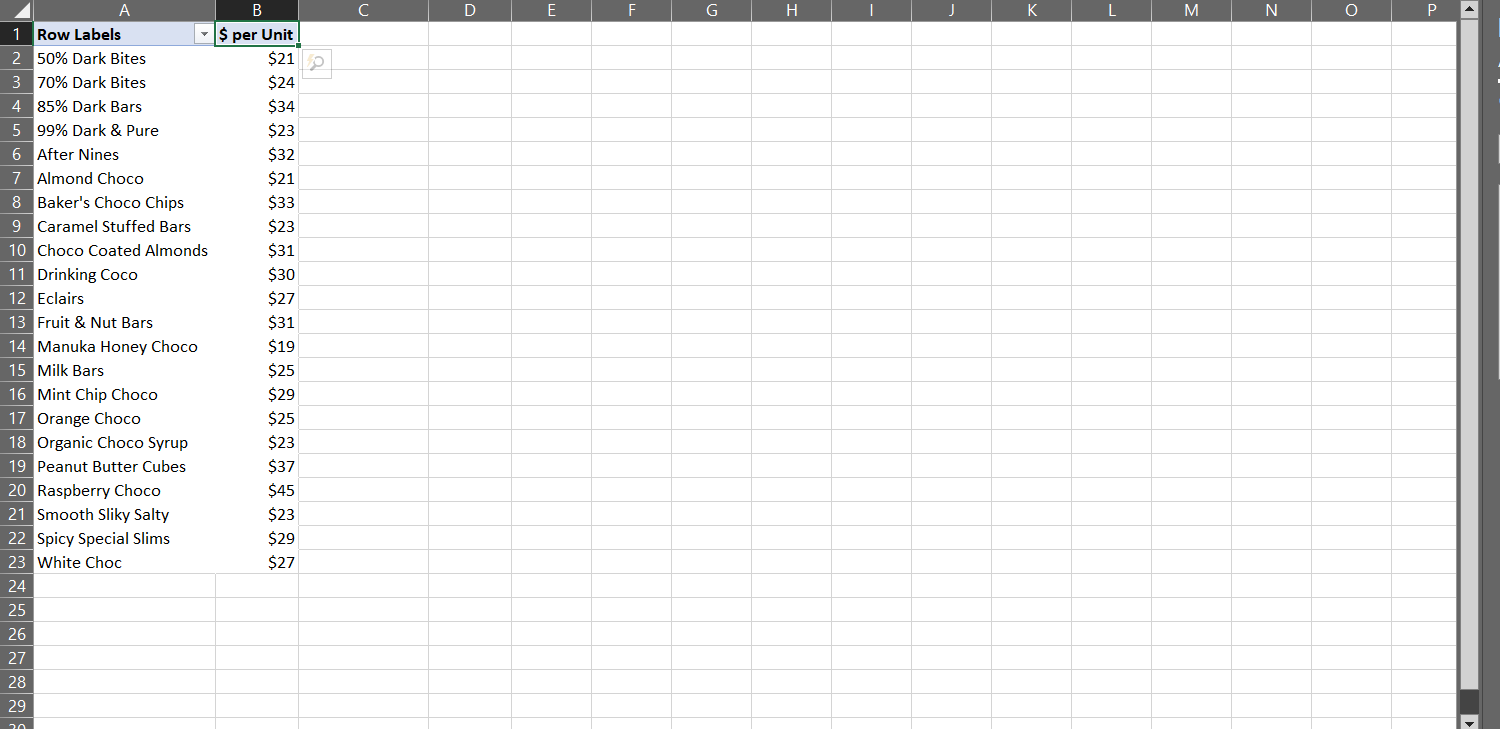 A B C D E F G H I J K L M N O P
1 Row Labels $ per Unit
2 50% Dark Bites $21
3 70% Dark Bites $24
4 85% Dark Bars $34
5 99% Dark & Pure $23
6 After Nines $32
7 Almond Choco $21
8 Baker's Choco Chips $33
9 Caramel Stuffed Bars $23
10 Choco Coated Almonds $31
11 Drinking Coco $30
12 Eclairs $27
13 Fruit & Nut Bars $31
14 Manuka Honey Choco $19
15 Milk Bars $25
16 Mint Chip Choco $29
17 Orange Choco $25
18 Organic Choco Syrup $23
19 Peanut Butter Cubes $37
20 Raspberry Choco $45
21 Smooth Sliky Salty $23
22 Spicy Special Slims $29
23 White Choc $27
24
25
26
27
28
29
30